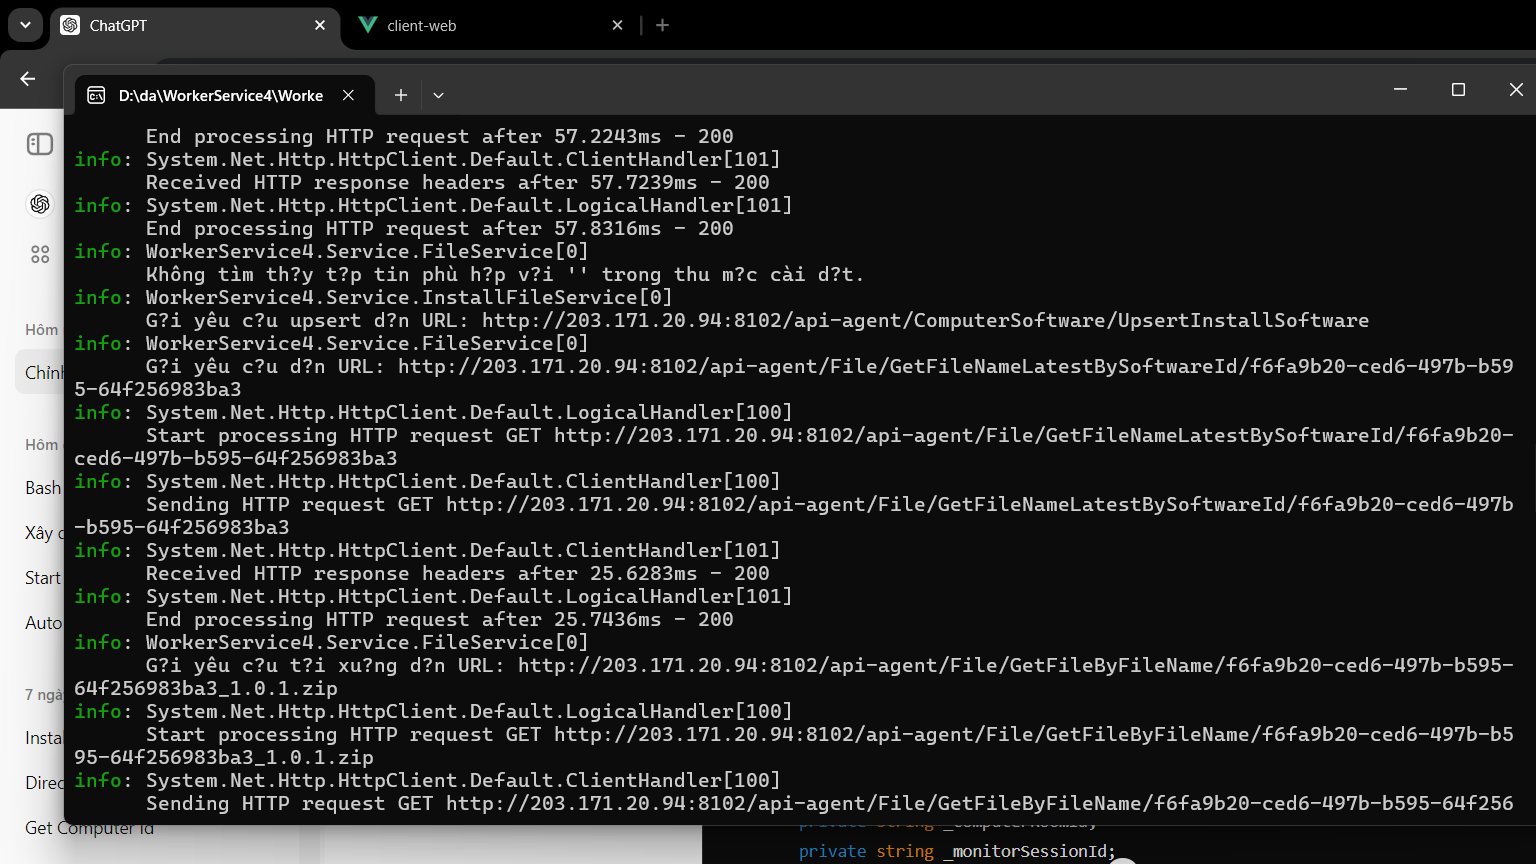 ChatGPT
client-web
D:\da\WorkerService4\Worke
End processing HTTP request after 57.2243ms - 200
info: System.Net.Http.HttpClient.Default.ClientHandler[101]
Received HTTP response headers after 57.7239ms - 200
info: System.Net.Http.HttpClient.Default.LogicalHandler[101]
End processing HTTP request after 57.8316ms - 200
info: WorkerService4.Service.FileService[0]
Không tìm th?y t?p tin phù h?p v?i '' trong thu m?c cài d?t.
info: WorkerService4.Service.InstallFileService[0]
G?i yêu c?u upsert d?n URL: http://203.171.20.94:8102/api-agent/ComputerSoftware/UpsertInstallSoftware
info: WorkerService4.Service.FileService[0]
G?i yêu c?u d?n URL: http://203.171.20.94:8102/api-agent/File/GetFileNameLatestBySoftwareId/f6fa9b20-ced6-497b-b59
5-64f256983ba3
info: System.Net.Http.HttpClient.Default.LogicalHandler[100]
Start processing HTTP request GET http://203.171.20.94:8102/api-agent/File/GetFileNameLatestBySoftwareId/f6fa9b20-
ced6-497b-b595-64f256983ba3
info: System.Net.Http.HttpClient.Default.ClientHandler[100]
Sending HTTP request GET http://203.171.20.94:8102/api-agent/File/GetFileNameLatestBySoftwareId/f6fa9b20-ced6-497b
-b595-64f256983ba3
info: System.Net.Http.HttpClient.Default.ClientHandler[101]
Received HTTP response headers after 25.6283ms - 200
info: System.Net.Http.HttpClient.Default.LogicalHandler[101]
End processing HTTP request after 25.7436ms - 200
info: WorkerService4.Service.FileService[0]
G?i yêu c?u t?i xu?ng d?n URL: http://203.171.20.94:8102/api-agent/File/GetFileByFileName/f6fa9b20-ced6-497b-b595-
64f256983ba3_1.0.1.zip
info: System.Net.Http.HttpClient.Default.LogicalHandler[100]
Start processing HTTP request GET http://203.171.20.94:8102/api-agent/File/GetFileByFileName/f6fa9b20-ced6-497b-b5
95-64f256983ba3_1.0.1.zip
info: System.Net.Http.HttpClient.Default.ClientHandler[100]
Sending HTTP request GET http://203.171.20.94:8102/api-agent/File/GetFileByFileName/f6fa9b20-ced6-497b-b595-64f256
Hôm
Chỉnh
Hôm
Bash
Xây
Start
Auto
7 ngày
Instal
Direc
Get Computer Id
private string _computerRoomId;
private string _monitorSessionId;